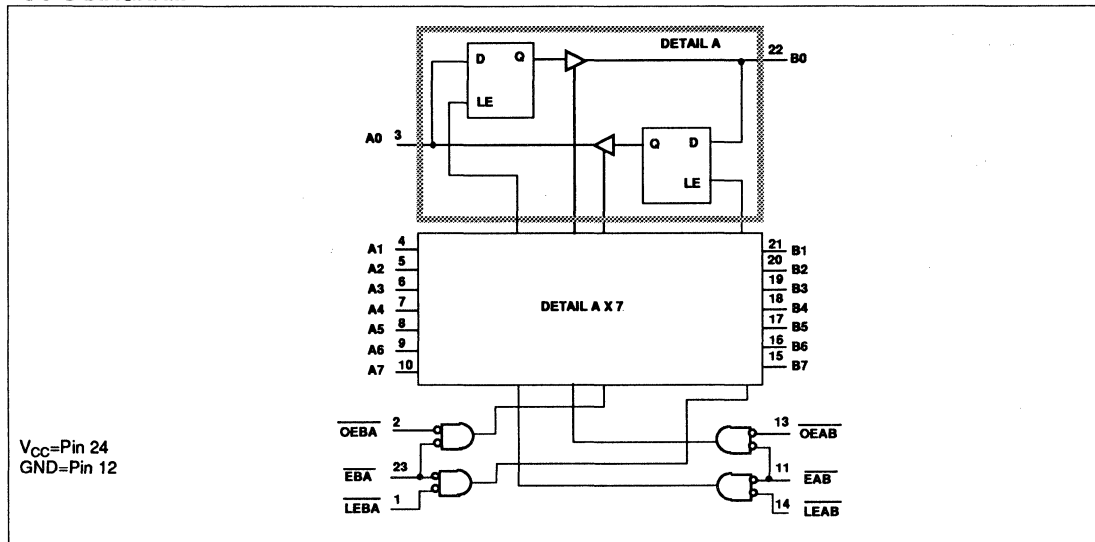 DETAIL A
D Q
LE
22 B0
A0 3
Q D
LE
A1 4
A2 5
A3 6
A4 7
A5 8
A6 9
A7 10
DETAIL A X 7
21 B1
20 B2
19 B3
18 B4
17 B5
16 B6
15 B7
OEBA 2
EBA 23
LEBA 1
13 OEAB
11 EAB
14 LEAB
VCC=Pin 24
GND=Pin 12